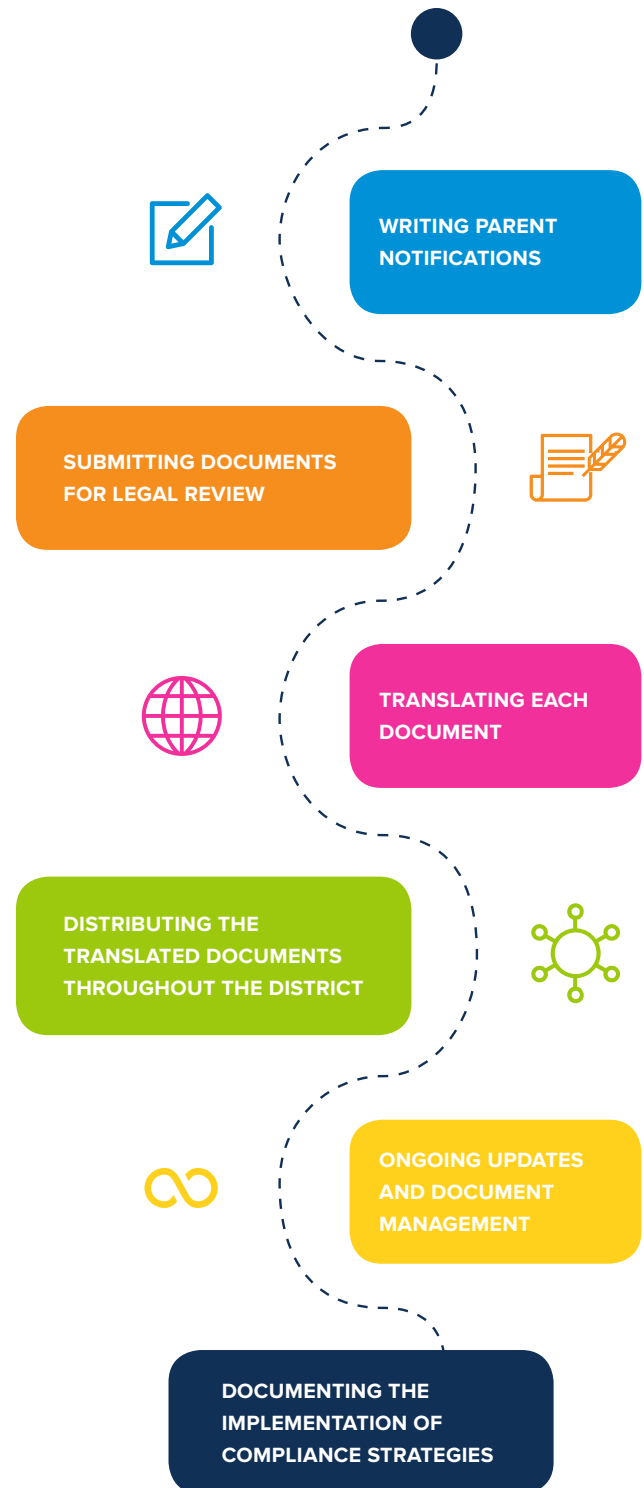 WRITING PARENT
NOTIFICATIONS
SUBMITTING DOCUMENTS
FOR LEGAL REVIEW
TRANSLATING EACH
DOCUMENT
DISTRIBUTING THE
TRANSLATED DOCUMENTS
THROUGHOUT THE DISTRICT
ONGOING UPDATES
AND DOCUMENT
MANAGEMENT
DOCUMENTING THE
IMPLEMENTATION OF
COMPLIANCE STRATEGIES